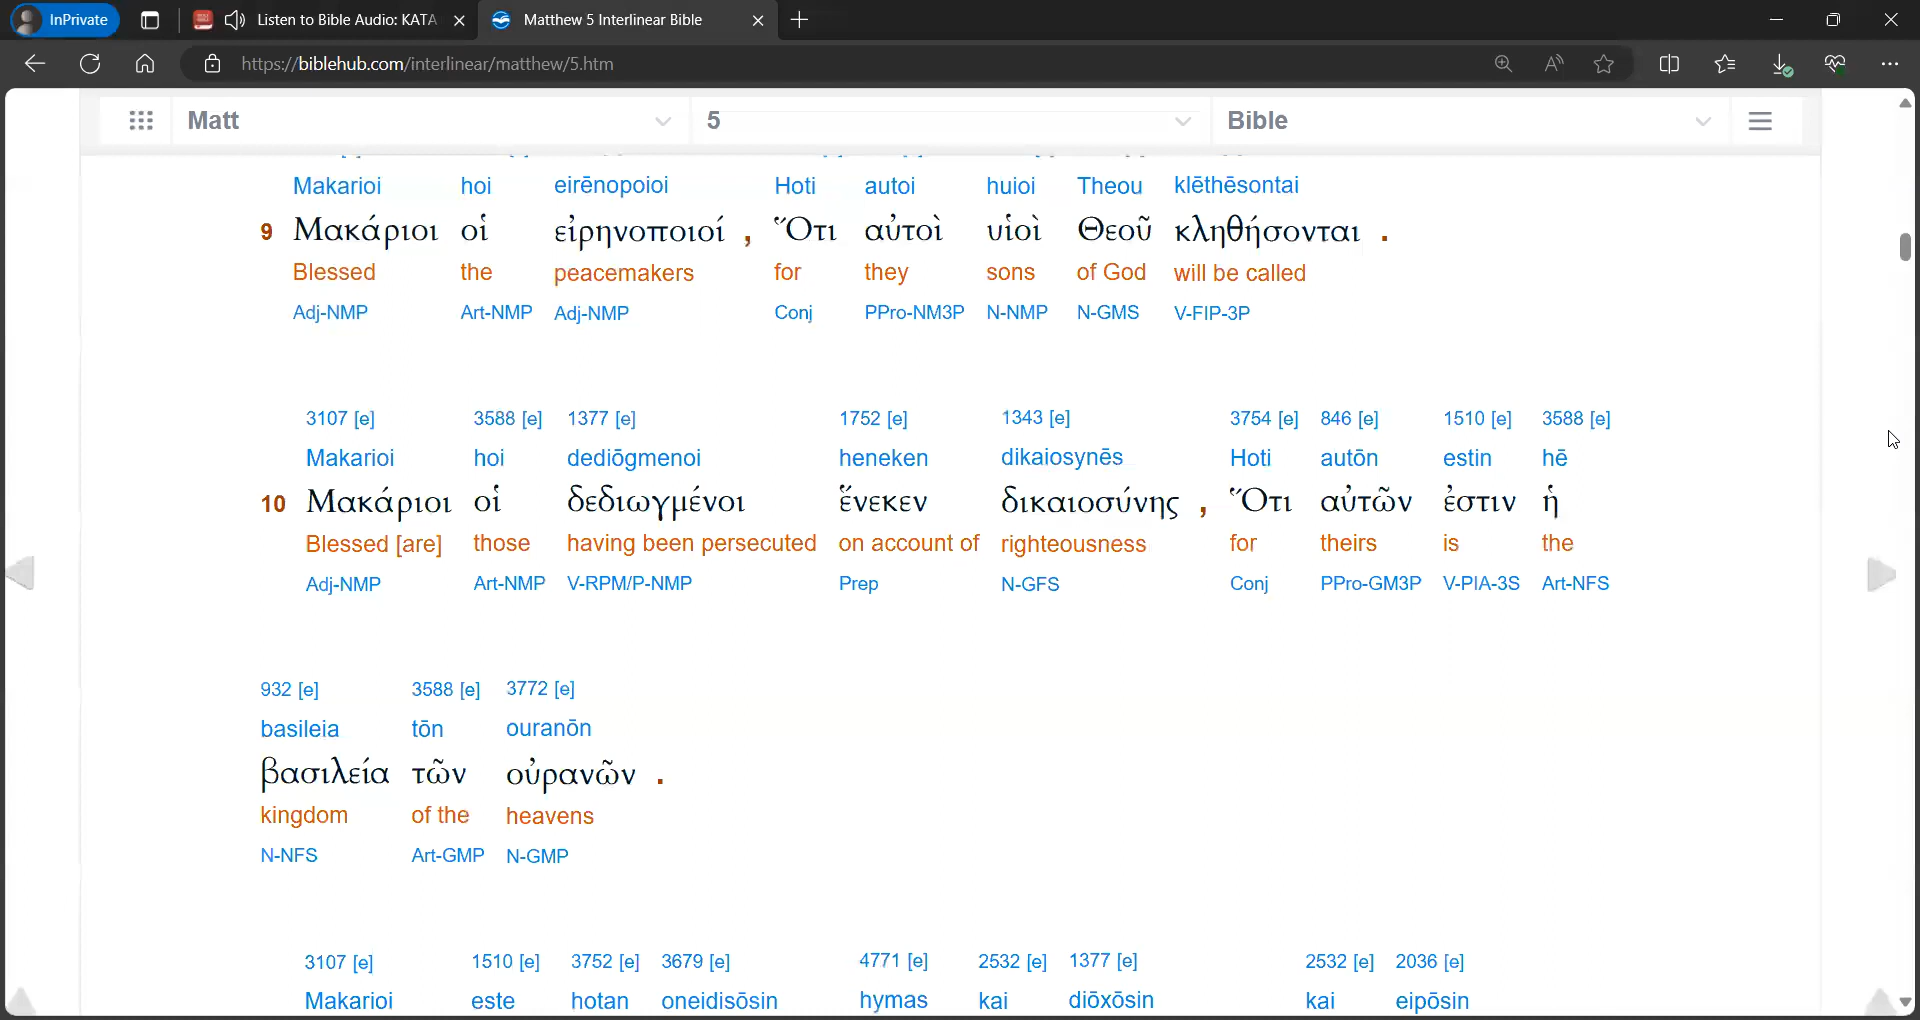 InPrivate
Listen to Bible Audio: KATA
Matthew 5 Interlinear Bible
https://biblehub.com/interlinear/matthew/5.htm
Matt 5 Bible
Makarioi hoi eirēnopoioi Hoti autoi huioi Theou klēthēsontai
9 Μακάριοι οἱ εἰρηνοποιοί , Ὅτι αὐτοὶ υἱοὶ Θεοῦ κληθήσονται .
Blessed the peacemakers for they sons of God will be called
Adj-NMP Art-NMP Adj-NMP Conj PPro-NM3P N-NMP N-GMS V-FIP-3P
3107 [e] 3588 [e] 1377 [e] 1752 [e] 1343 [e] 3754 [e] 846 [e] 1510 [e] 3588 [e]
Makarioi hoi dediōgmenoi heneken dikaiosynēs Hoti autōn estin hē
10 Μακάριοι οἱ δεδιωγμένοι ἕνεκεν δικαιοσύνης , Ὅτι αὐτῶν ἐστιν ἡ
Blessed [are] those having been persecuted on account of righteousness for theirs is the
Adj-NMP Art-NMP V-RPM/P-NMP Prep N-GFS Conj PPro-GM3P V-PIA-3S Art-NFS
932 [e] 3588 [e] 3772 [e]
basileia tōn ouranōn
βασιλεία τῶν οὐρανῶν .
kingdom of the heavens
N-NFS Art-GMP N-GMP
3107 [e] 1510 [e] 3752 [e] 3679 [e] 4771 [e] 2532 [e] 1377 [e] 2532 [e] 2036 [e]
Makarioi este hotan oneidisōsin hymas kai diōxōsin kai eipōsin